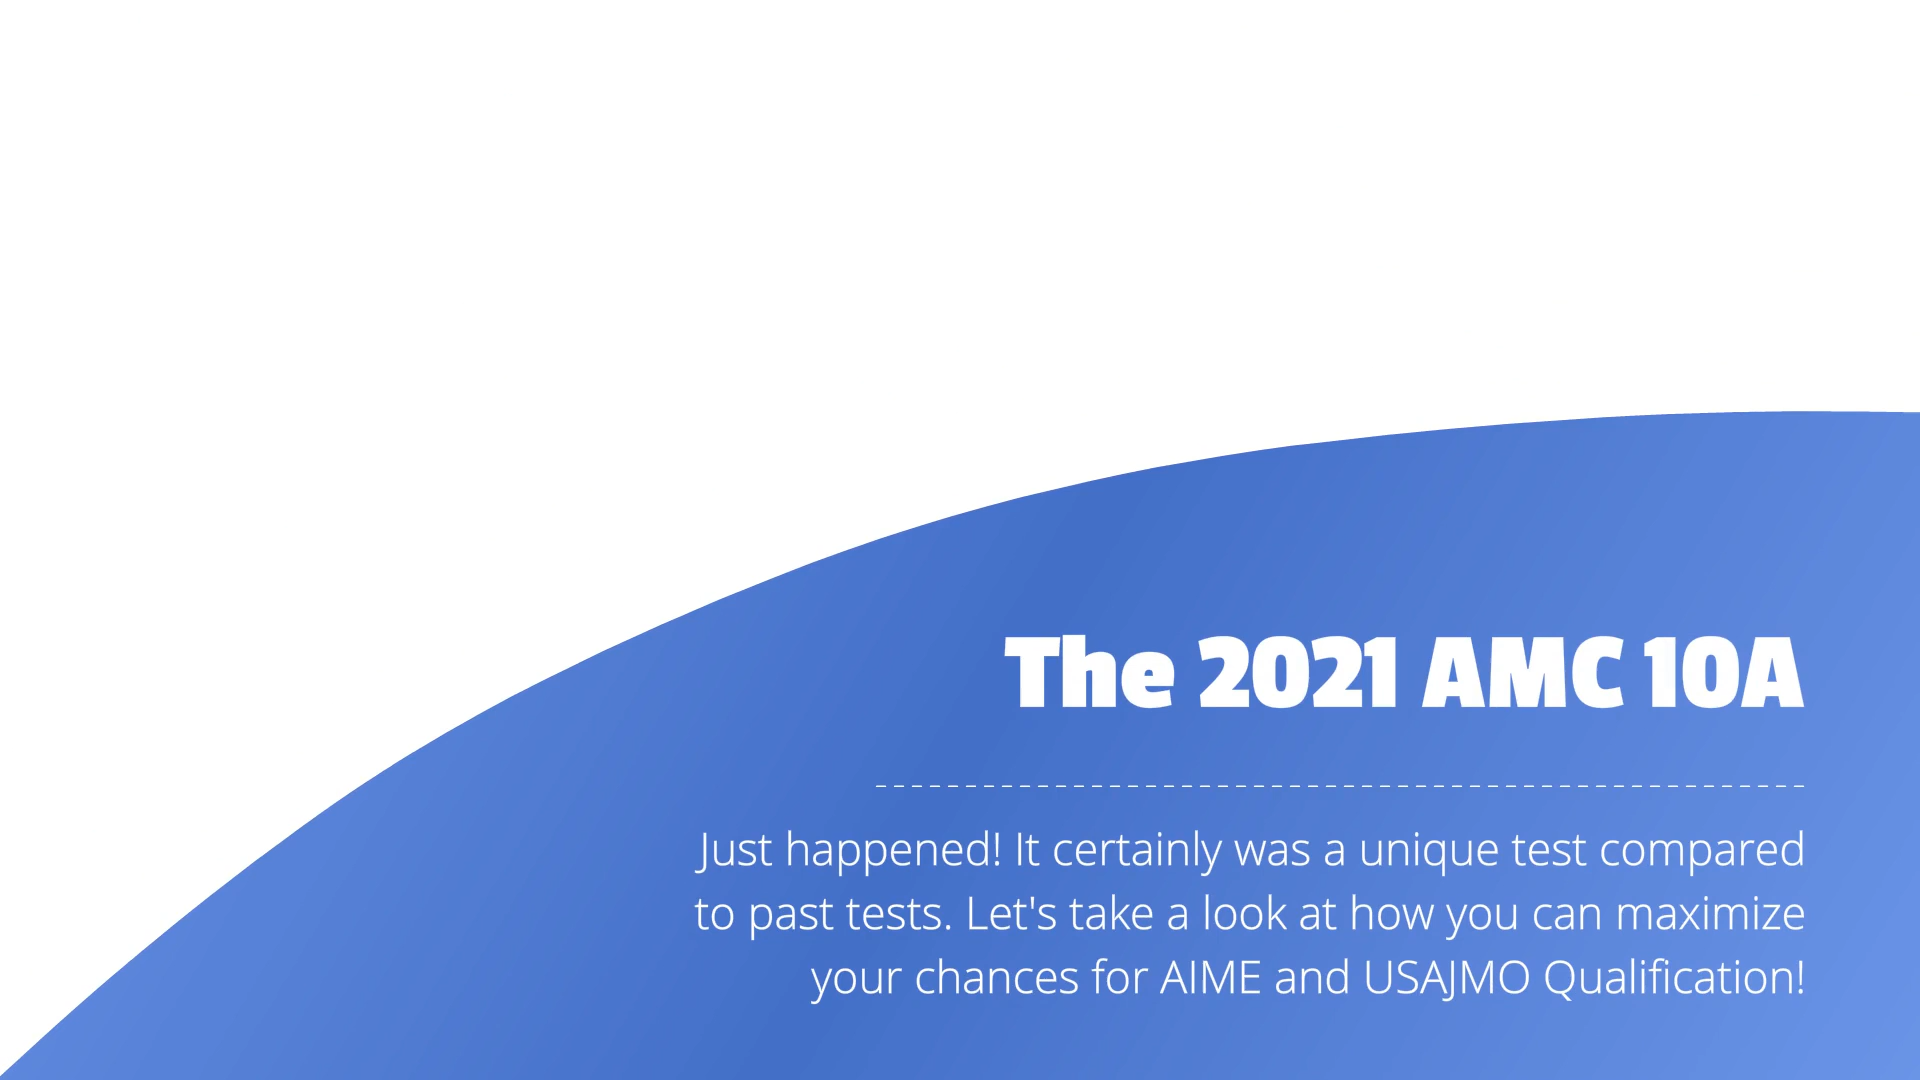 The 2021 AMC 10A
Just happened! It certainly was a unique test compared
to past tests. Let's take a look at how you can maximize
your chances for AIME and USAJMO Qualification!